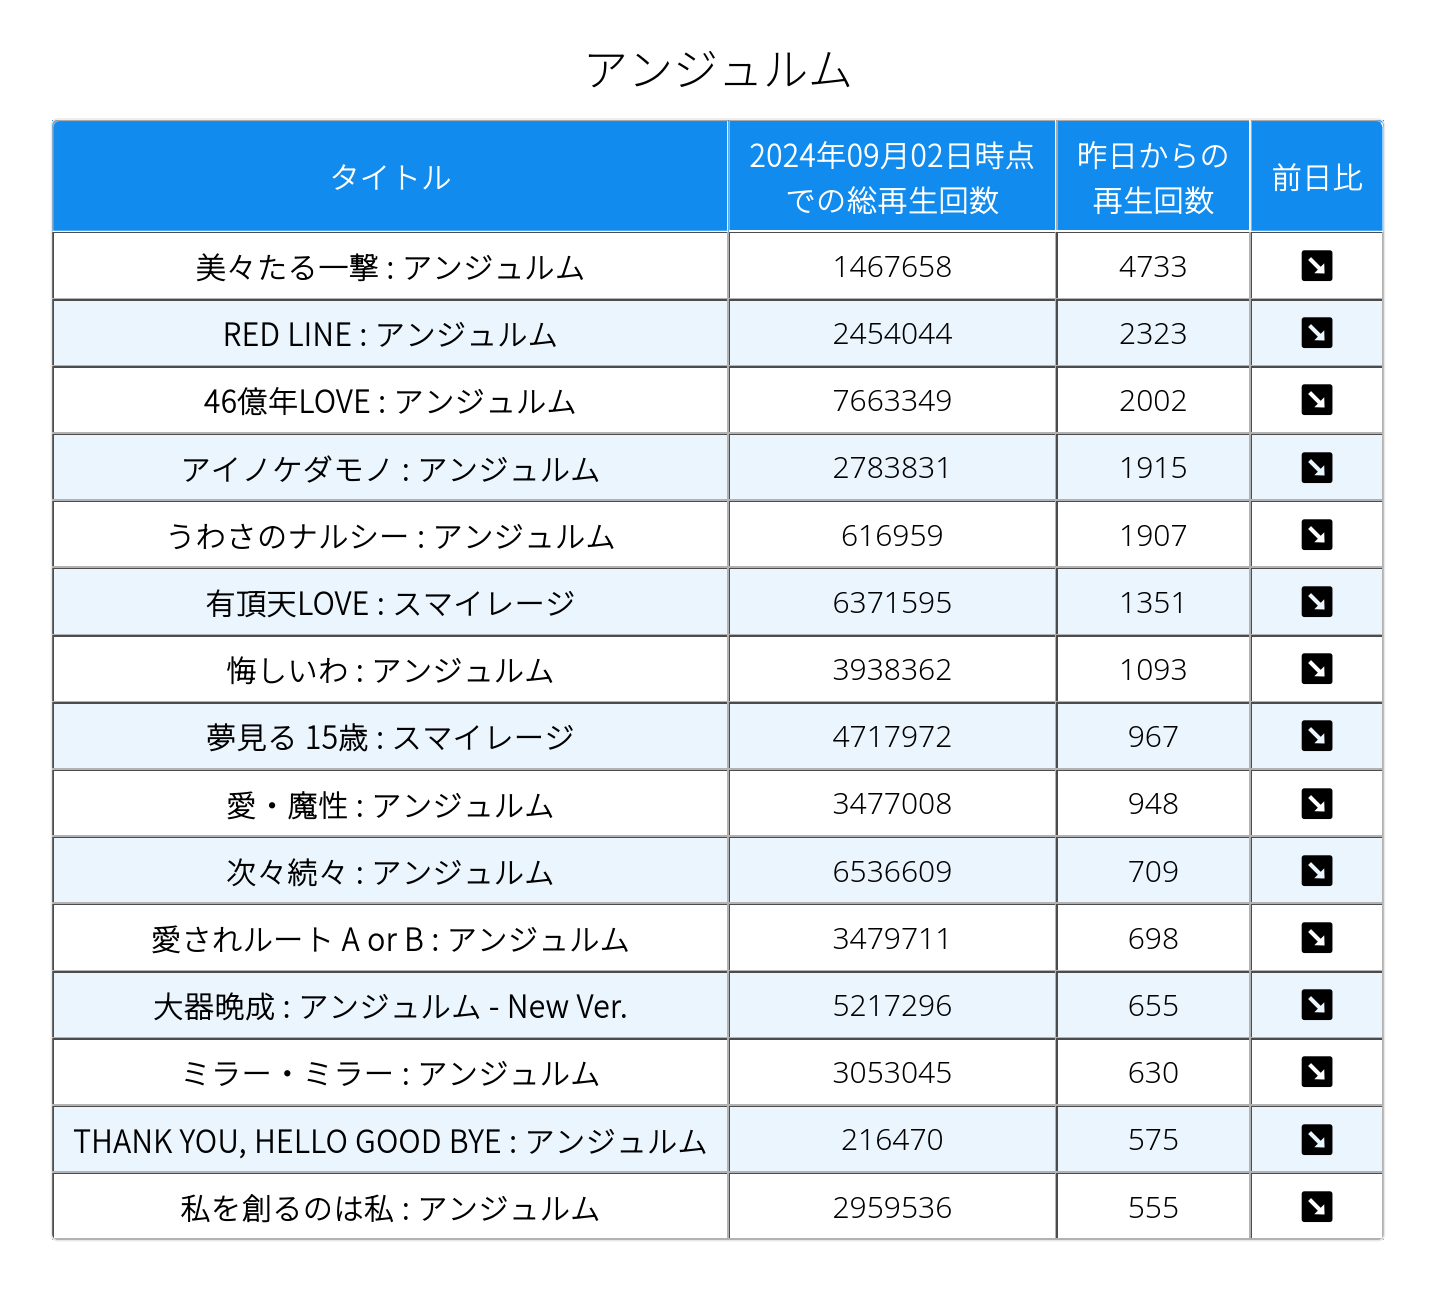 アンジュルム
タイトル 2024年09月02日時点での総再生回数 昨日からの再生回数 前日比
美々たる一撃 : アンジュルム 1467658 4733 ↘
RED LINE : アンジュルム 2454044 2323 ↘
46億年LOVE : アンジュルム 7663349 2002 ↘
アイノケダモノ : アンジュルム 2783831 1915 ↘
うわさのナルシー : アンジュルム 616959 1907 ↘
有頂天LOVE : スマイレージ 6371595 1351 ↘
悔しいわ : アンジュルム 3938362 1093 ↘
夢見る 15歳 : スマイレージ 4717972 967 ↘
愛・魔性 : アンジュルム 3477008 948 ↘
次々続々 : アンジュルム 6536609 709 ↘
愛されルート A or B : アンジュルム 3479711 698 ↘
大器晩成 : アンジュルム - New Ver. 5217296 655 ↘
ミラー・ミラー : アンジュルム 3053045 630 ↘
THANK YOU, HELLO GOOD BYE : アンジュルム 216470 575 ↘
私を創るのは私 : アンジュルム 2959536 555 ↘